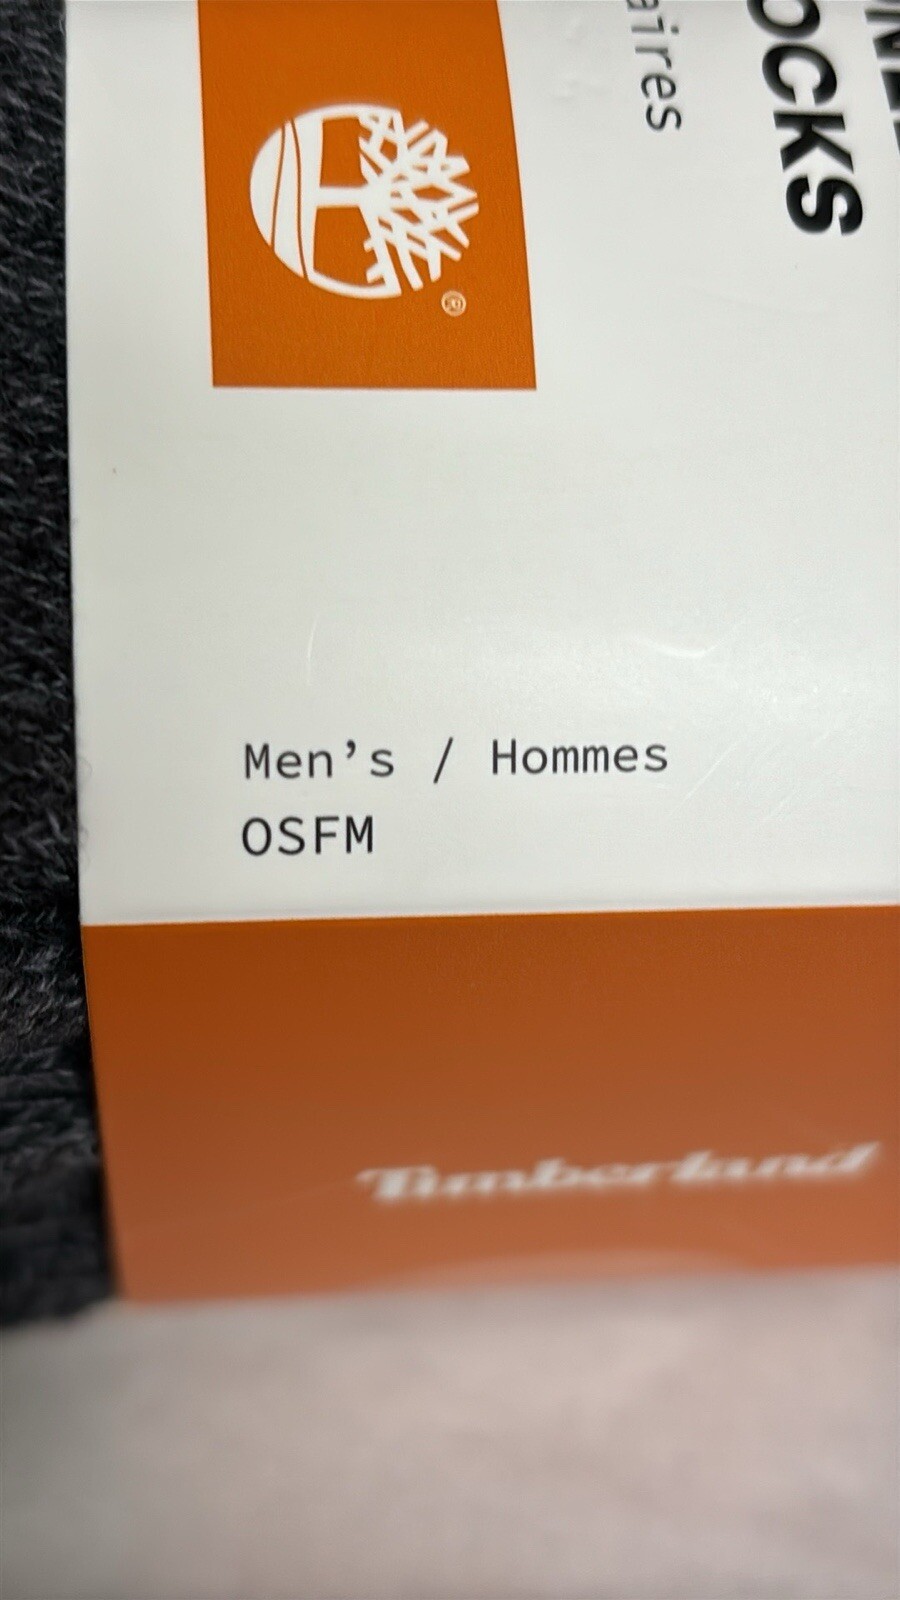 aires
OCKS
®
Men's / Hommes
OSFM
Timberland